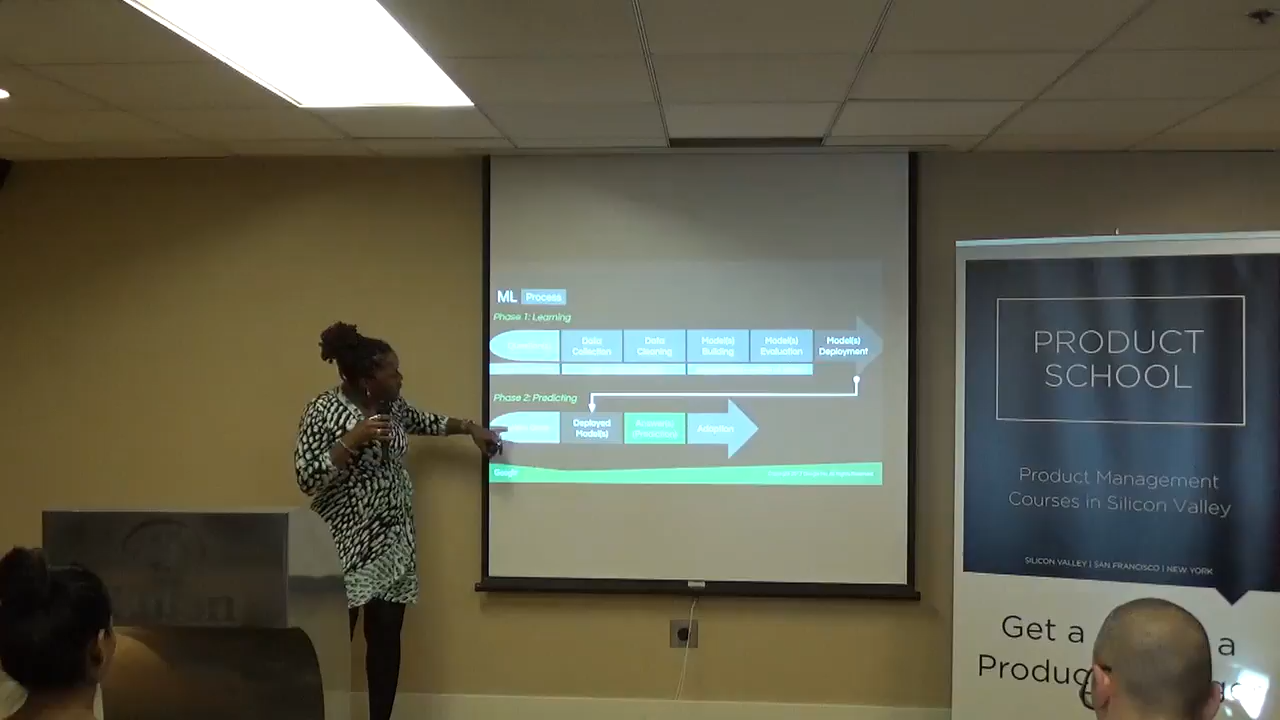 ML Process
Phase 1: Learning
Data Collection
Data Cleaning
Model(s) Building
Model(s) Evaluation
Model(s) Deployment
Phase 2: Predicting
Deployed Model(s)
Adoption
Google
PRODUCT
SCHOOL
Product Management
Courses in Silicon Valley
SILICON VALLEY | SAN FRANCISCO | NEW YORK
Get a
a